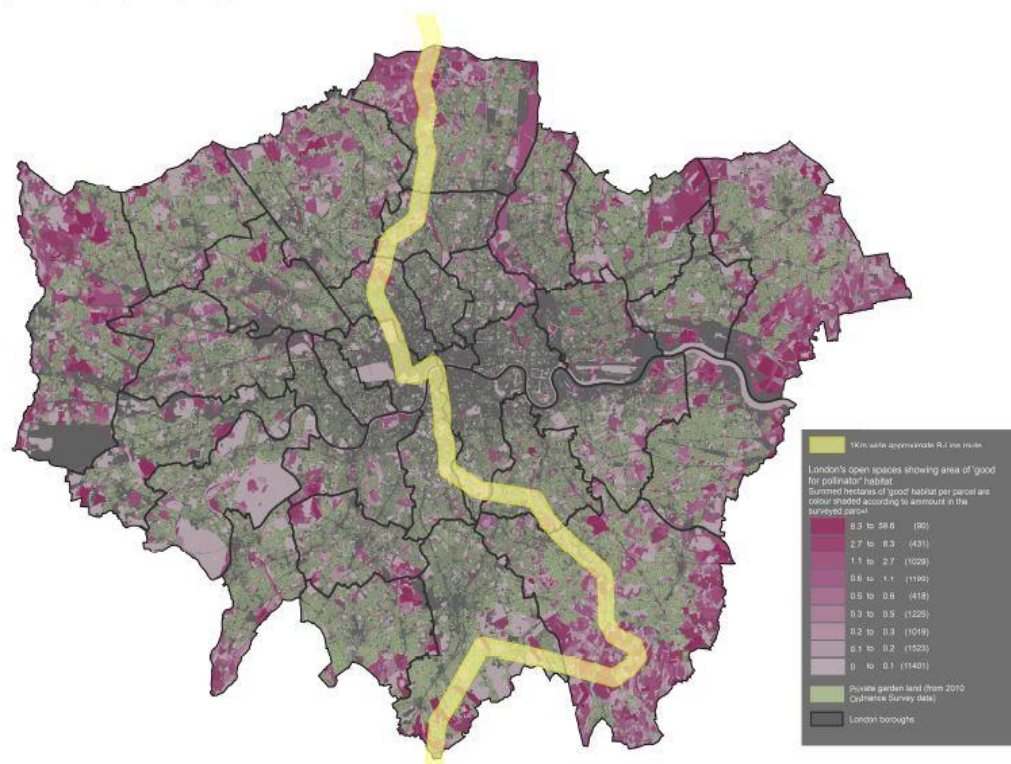 1Km wide approximate B-Line route
London's open spaces showing area of 'good
for pollinator' habitat
Summed hectares of 'good' habitat per parcel are
colour shaded according to ammount in the
surveyed parcel
8.3 to 59.6 (90)
2.7 to 8.3 (431)
1.1 to 2.7 (1029)
0.6 to 1.1 (1190)
0.5 to 0.6 (418)
0.3 to 0.5 (1225)
0.2 to 0.3 (1019)
0.1 to 0.2 (1523)
0 to 0.1 (11401)
Private garden land (from 2010
Ordnance Survey data)
London boroughs